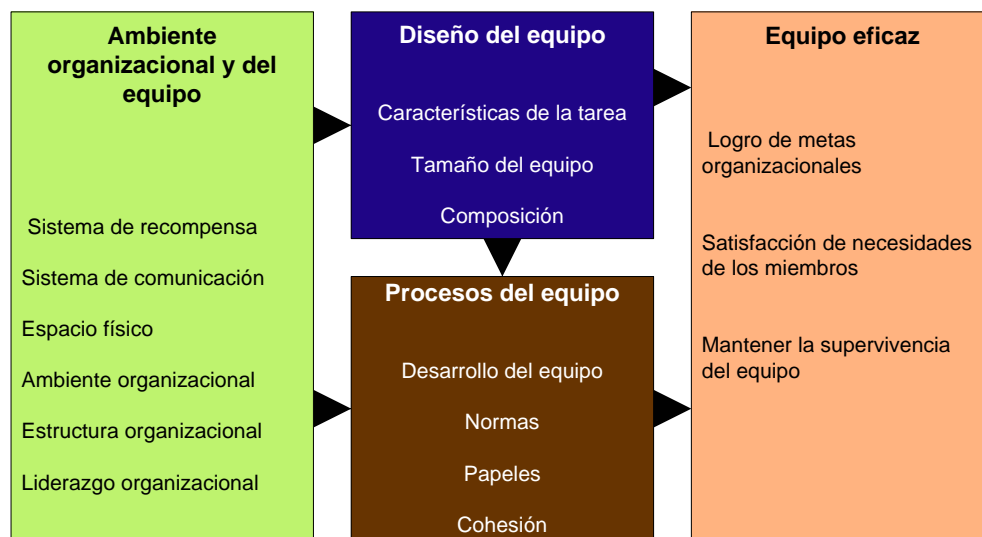 Ambiente
organizacional y del
equipo
Sistema de recompensa
Sistema de comunicación
Espacio físico
Ambiente organizacional
Estructura organizacional
Liderazgo organizacional
Diseño del equipo
Características de la tarea
Tamaño del equipo
Composición
Procesos del equipo
Desarrollo del equipo
Normas
Papeles
Cohesión
Equipo eficaz
Logro de metas
organizacionales
Satisfacción de necesidades
de los miembros
Mantener la supervivencia
del equipo